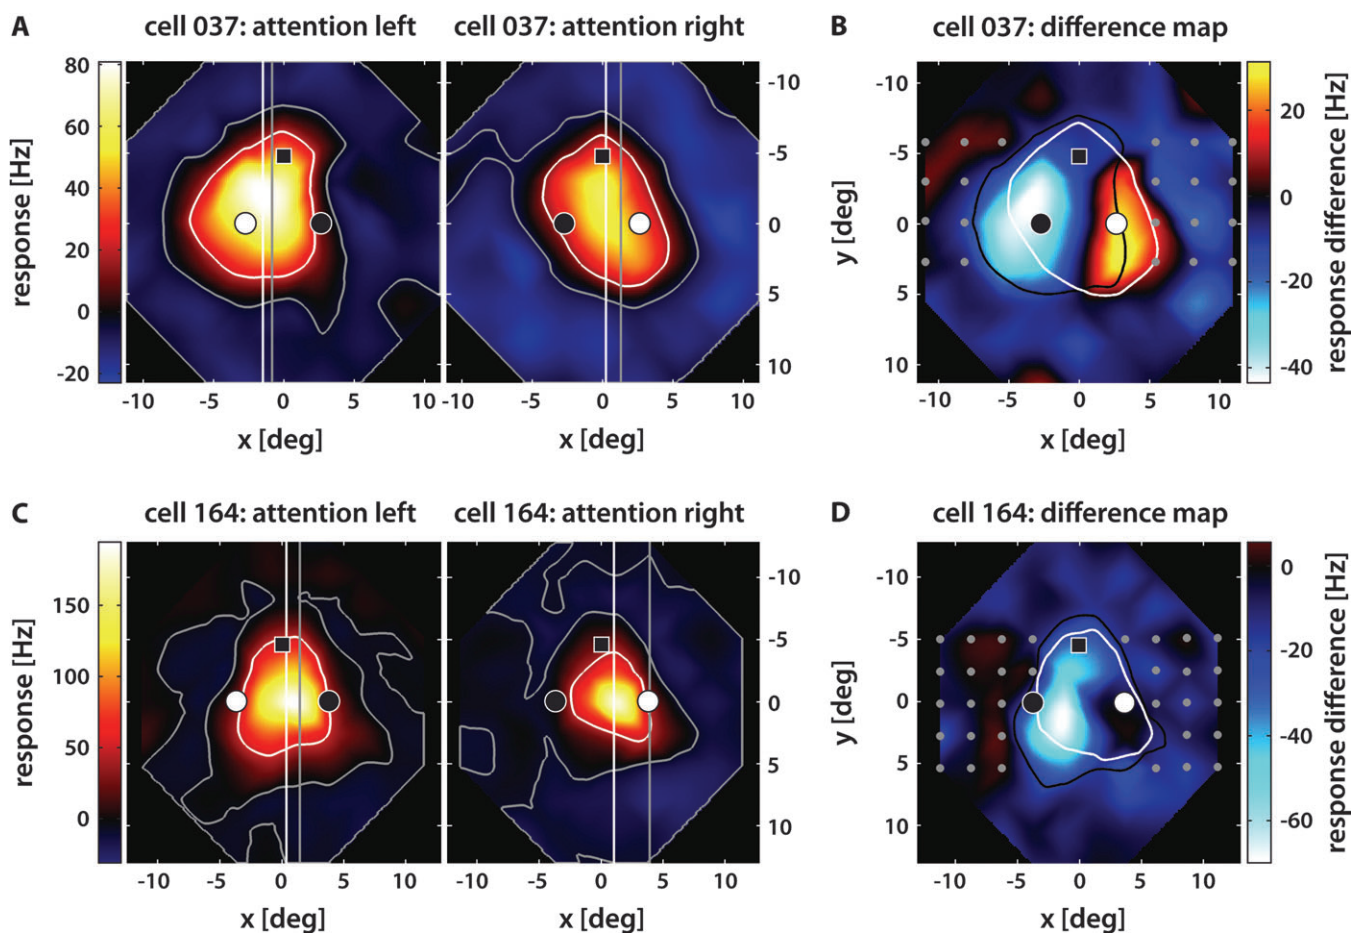 A cell 037: attention left cell 037: attention right B cell 037: difference map
response [Hz]
80
60
40
20
0
-20
-10 -5 0 5 10
x [deg]
-10 -5 0 5 10
x [deg]
-10
-5
0
5
10
y [deg]
-10
-5
0
5
10
-10 -5 0 5 10
x [deg]
20
0
-20
-40
response difference [Hz]
C cell 164: attention left cell 164: attention right D cell 164: difference map
response [Hz]
150
100
50
0
-10 -5 0 5 10
x [deg]
-10 -5 0 5 10
x [deg]
-10
-5
0
5
10
y [deg]
-10
-5
0
5
10
-10 -5 0 5 10
x [deg]
0
-20
-40
-60
response difference [Hz]